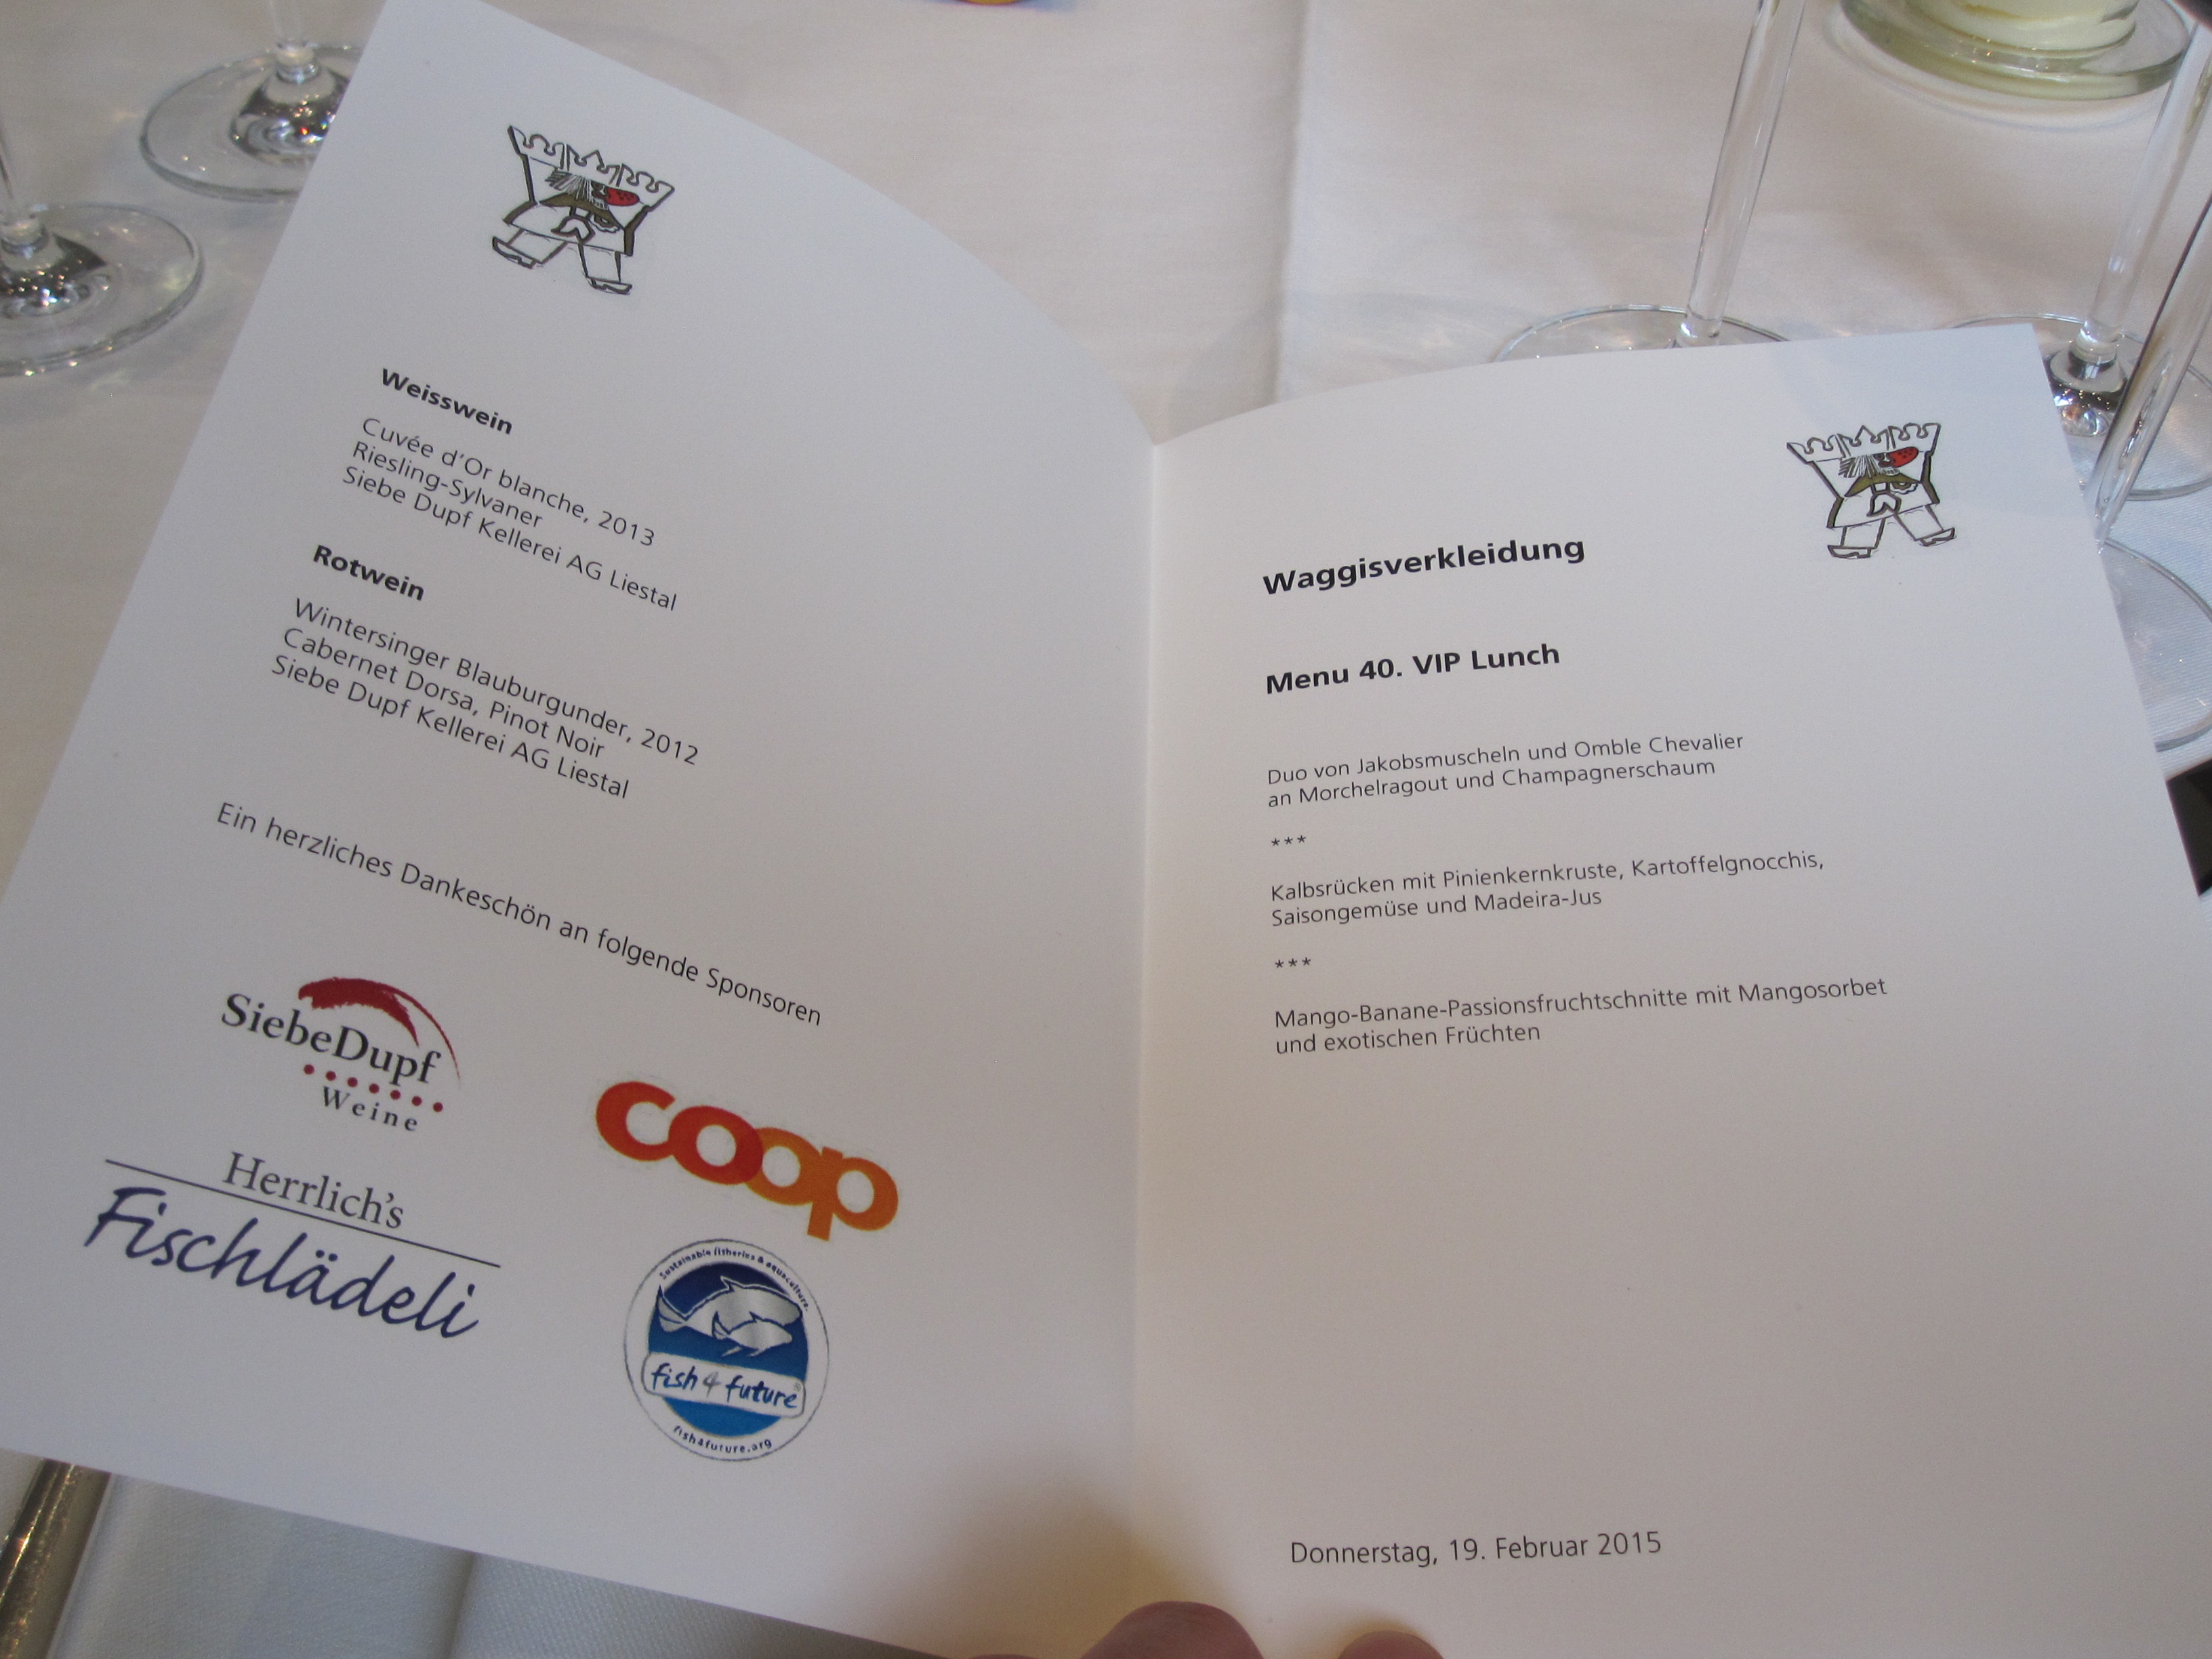 Weisswein
Cuvée d'Or blanche, 2013
Riesling-Sylvaner
Siebe Dupf Kellerei AG Liestal
Rotwein
Wintersinger Blauburgunder, 2012
Cabernet Dorsa, Pinot Noir
Siebe Dupf Kellerei AG Liestal
Ein herzliches Dankeschön an folgende Sponsoren
SiebeDupf
Weine
coop
Herrlich's
Fischlädeli
Sustainable fisheries & aquaculture.
fish 4 future®
fish4future.org
Waggisverkleidung
Menu 40. VIP Lunch
Duo von Jakobsmuscheln und Omble Chevalier
an Morchelragout und Champagnerschaum
***
Kalbsrücken mit Pinienkernkruste, Kartoffelgnocchis,
Saisongemüse und Madeira-Jus
***
Mango-Banane-Passionsfruchtschnitte mit Mangosorbet
und exotischen Früchten
Donnerstag, 19. Februar 2015